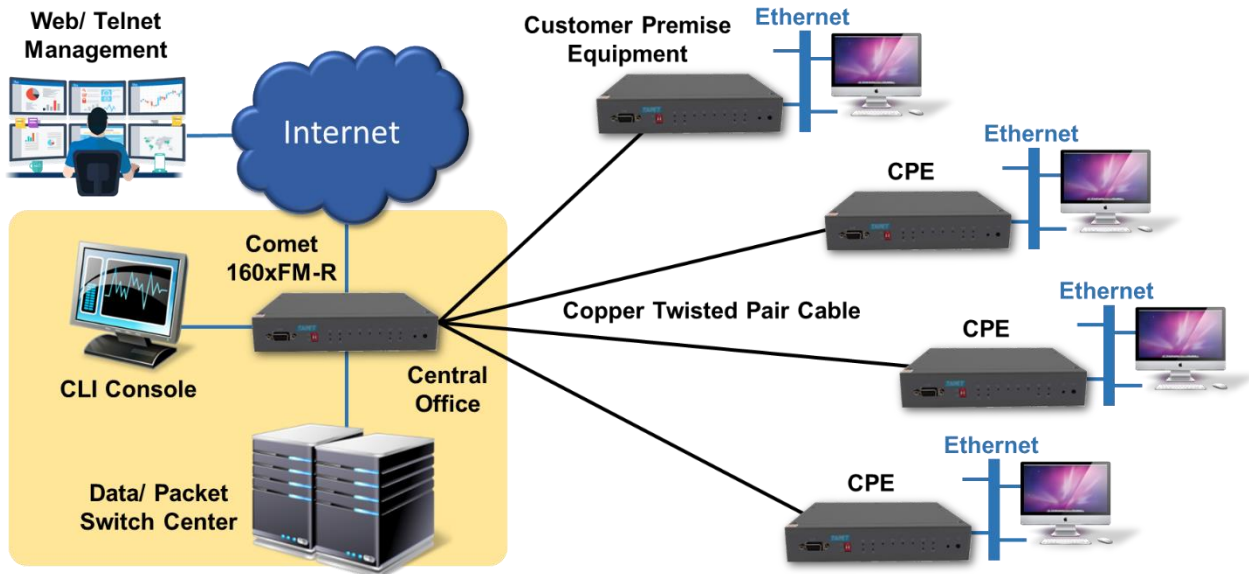 Web/ Telnet
Management
Internet
Customer Premise
Equipment
Ethernet
Ethernet
CPE
Comet
160xFM-R
Copper Twisted Pair Cable
Ethernet
CPE
CLI Console
Central
Office
Ethernet
CPE
Data/ Packet
Switch Center